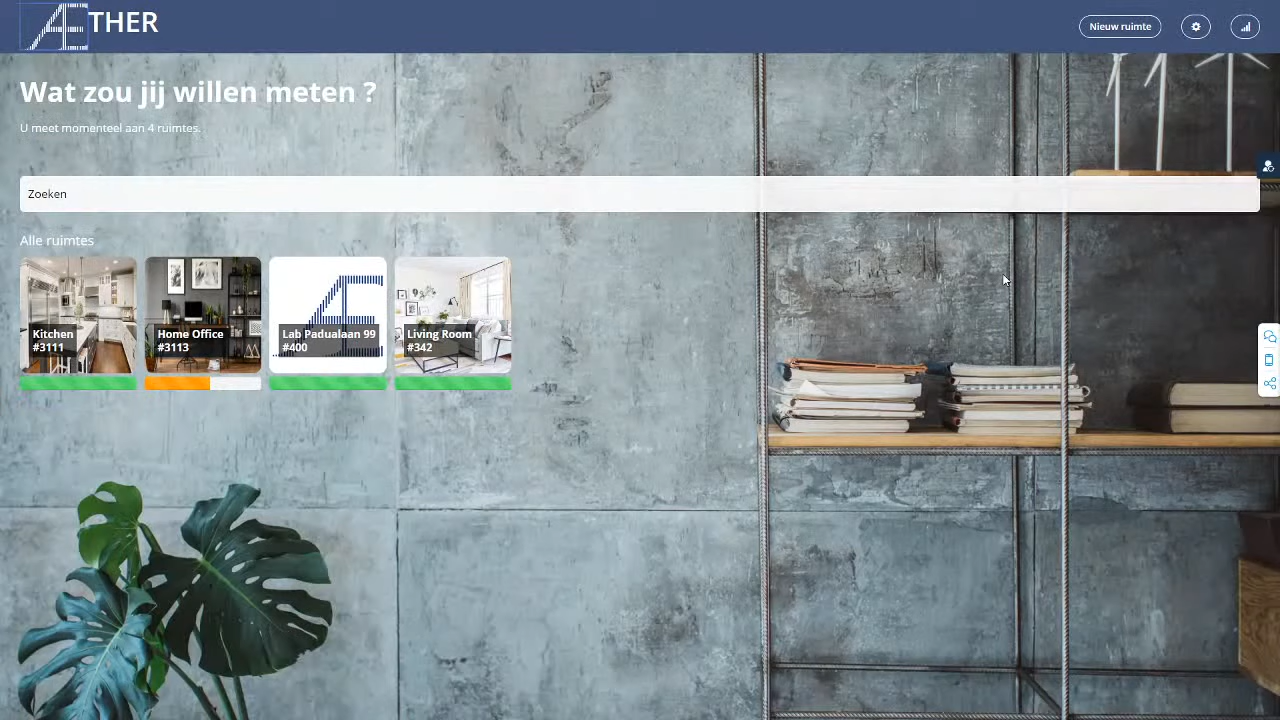 ÆTHER
Nieuw ruimte
Wat zou jij willen meten ?
U meet momenteel aan 4 ruimtes.
Zoeken
Alle ruimtes
Kitchen
#3111
Home Office
#3113
Lab Padualaan 99
#400
Living Room
#342